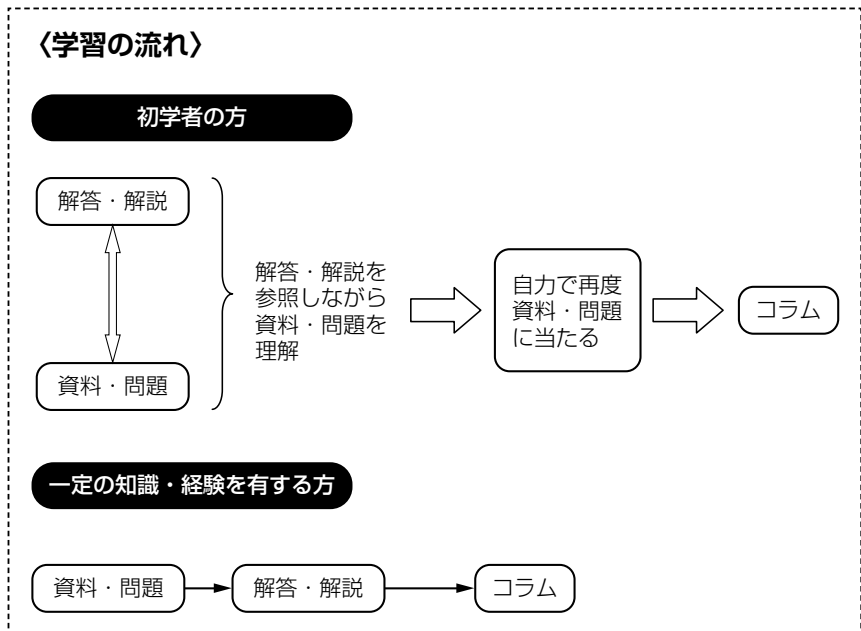 〈学習の流れ〉
初学者の方
解答・解説
資料・問題
解答・解説を
参照しながら
資料・問題を
理解
自力で再度
資料・問題
に当たる
コラム
一定の知識・経験を有する方
資料・問題
解答・解説
コラム